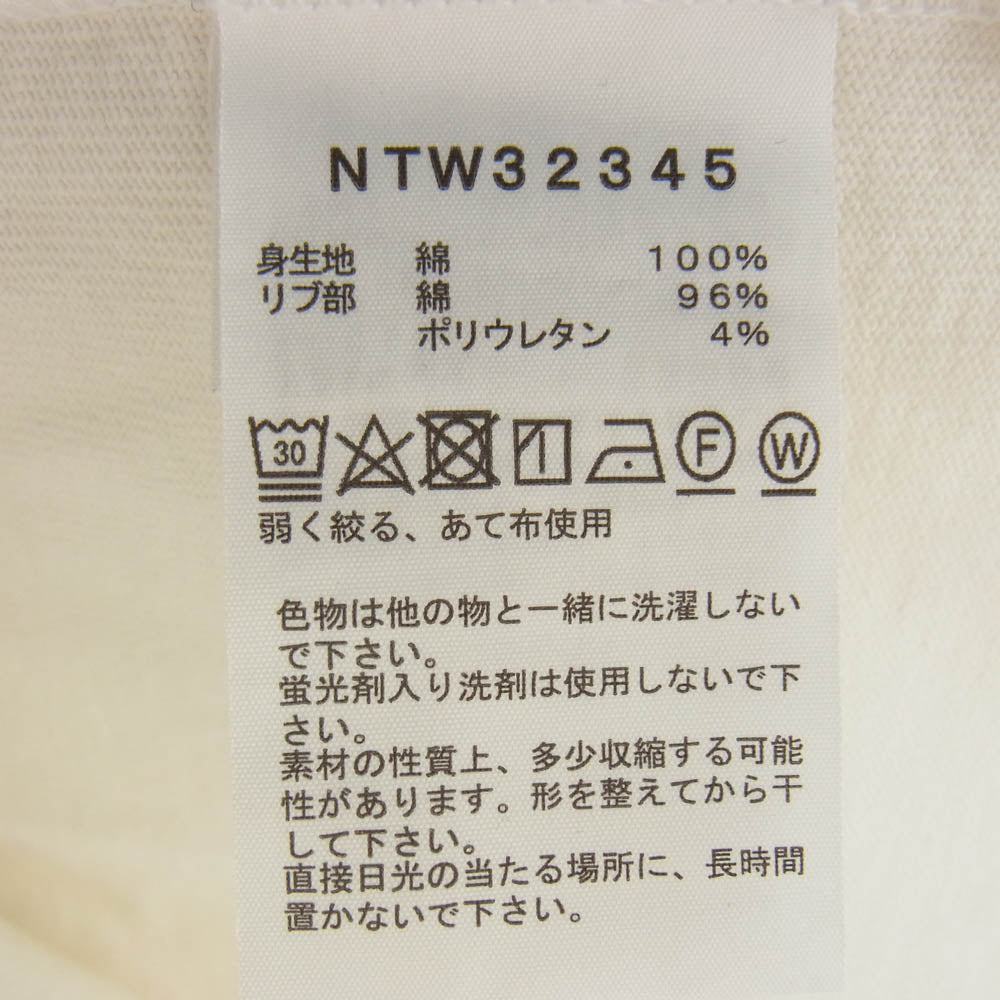 NTW32345
身生地 綿 100%
リブ部 綿 96%
ポリウレタン 4%
30 F W
弱く絞る、あて布使用
色物は他の物と一緒に洗濯しない
で下さい。
蛍光剤入り洗剤は使用しないで下
さい。
素材の性質上、多少収縮する可能
性があります。形を整えてから干
して下さい。
直接日光の当たる場所に、長時間
置かないで下さい。